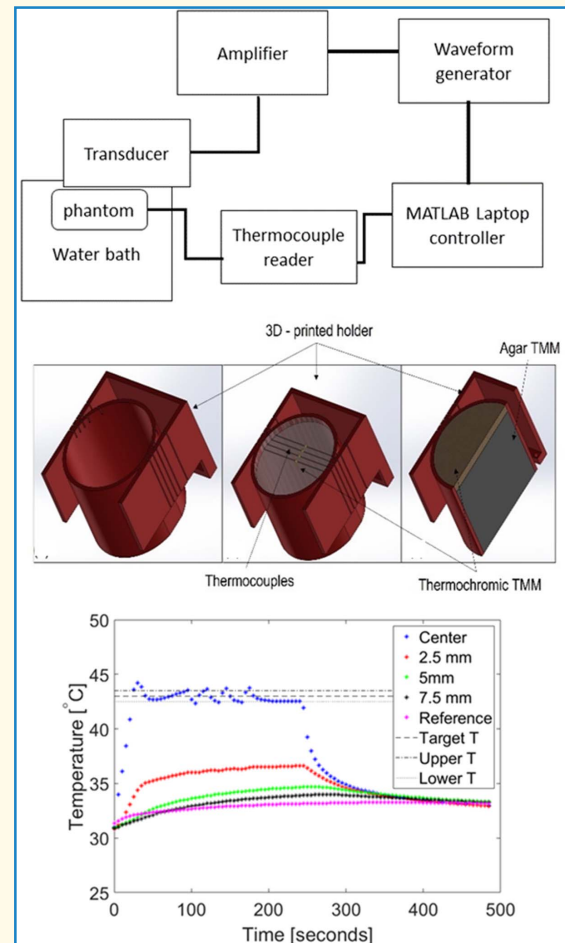 Amplifier
Waveform
generator
Transducer
phantom
Water bath
Thermocouple
reader
MATLAB Laptop
controller
3D - printed holder
Agar TMM
Thermocouples
Thermochromic TMM
50
45
40
35
30
25
Temperature [°C]
Center
2.5 mm
5mm
7.5 mm
Reference
Target T
Upper T
Lower T
0
100
200
300
400
500
Time [seconds]